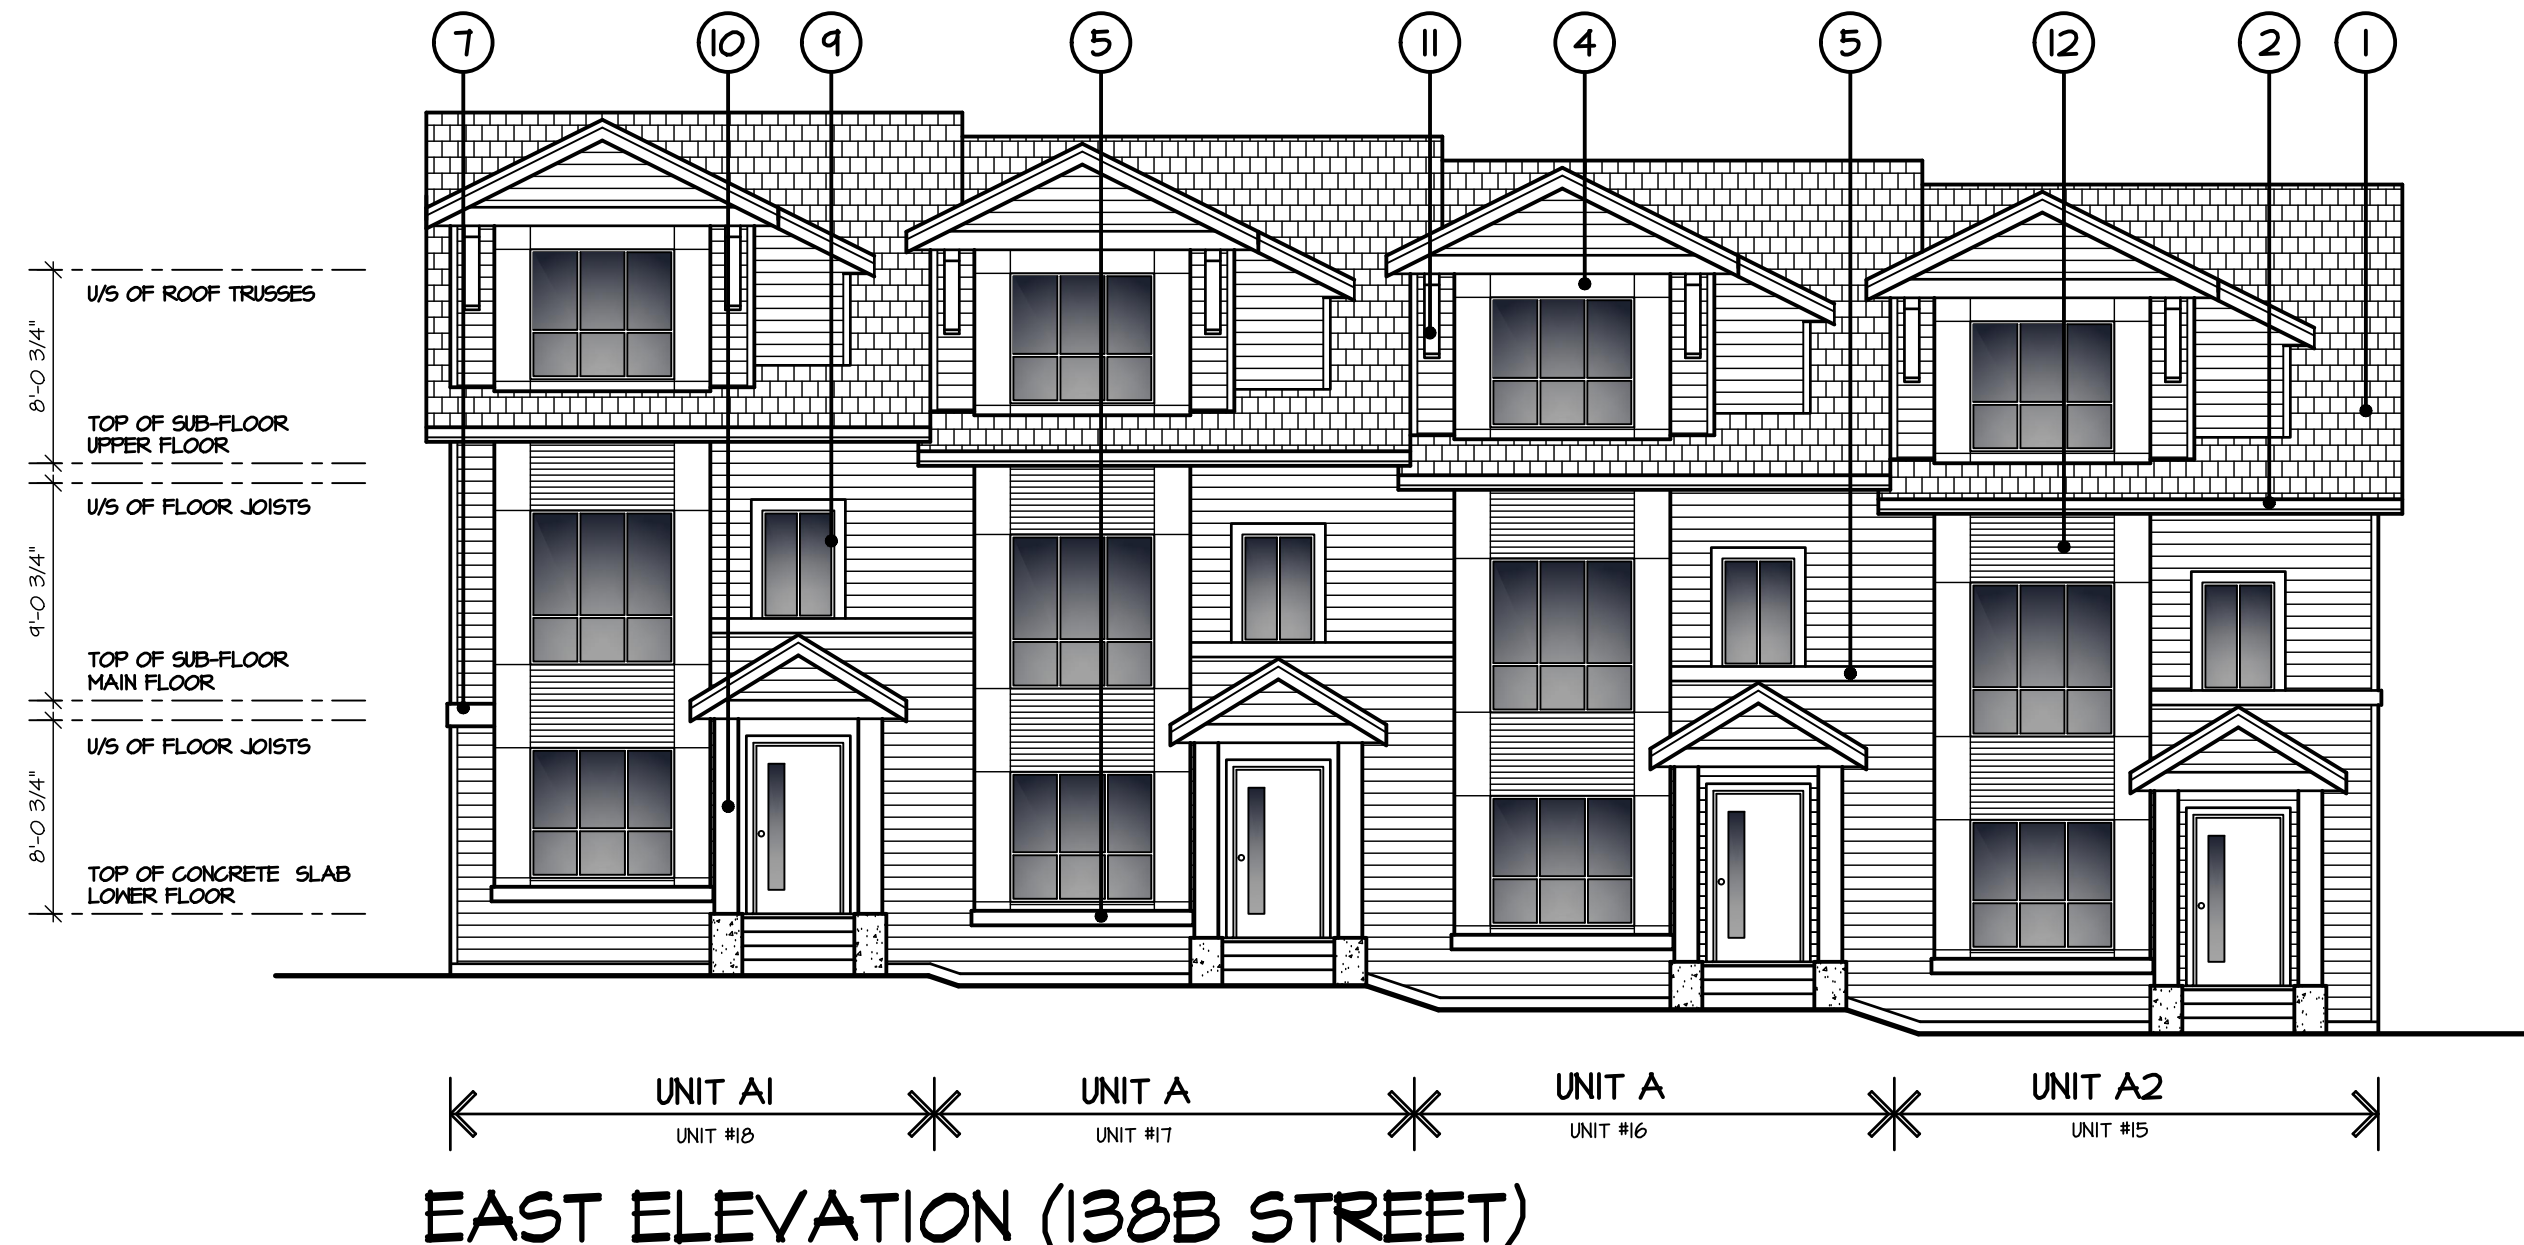 7 10 9 5 11 4 5 12 2 1
U/S OF ROOF TRUSSES
8'-0 3/4"
TOP OF SUB-FLOOR
UPPER FLOOR
U/S OF FLOOR JOISTS
9'-0 3/4"
TOP OF SUB-FLOOR
MAIN FLOOR
U/S OF FLOOR JOISTS
8'-0 3/4"
TOP OF CONCRETE SLAB
LOWER FLOOR
UNIT A1 UNIT A UNIT A UNIT A2
UNIT #18 UNIT #17 UNIT #16 UNIT #15
EAST ELEVATION (138B STREET)